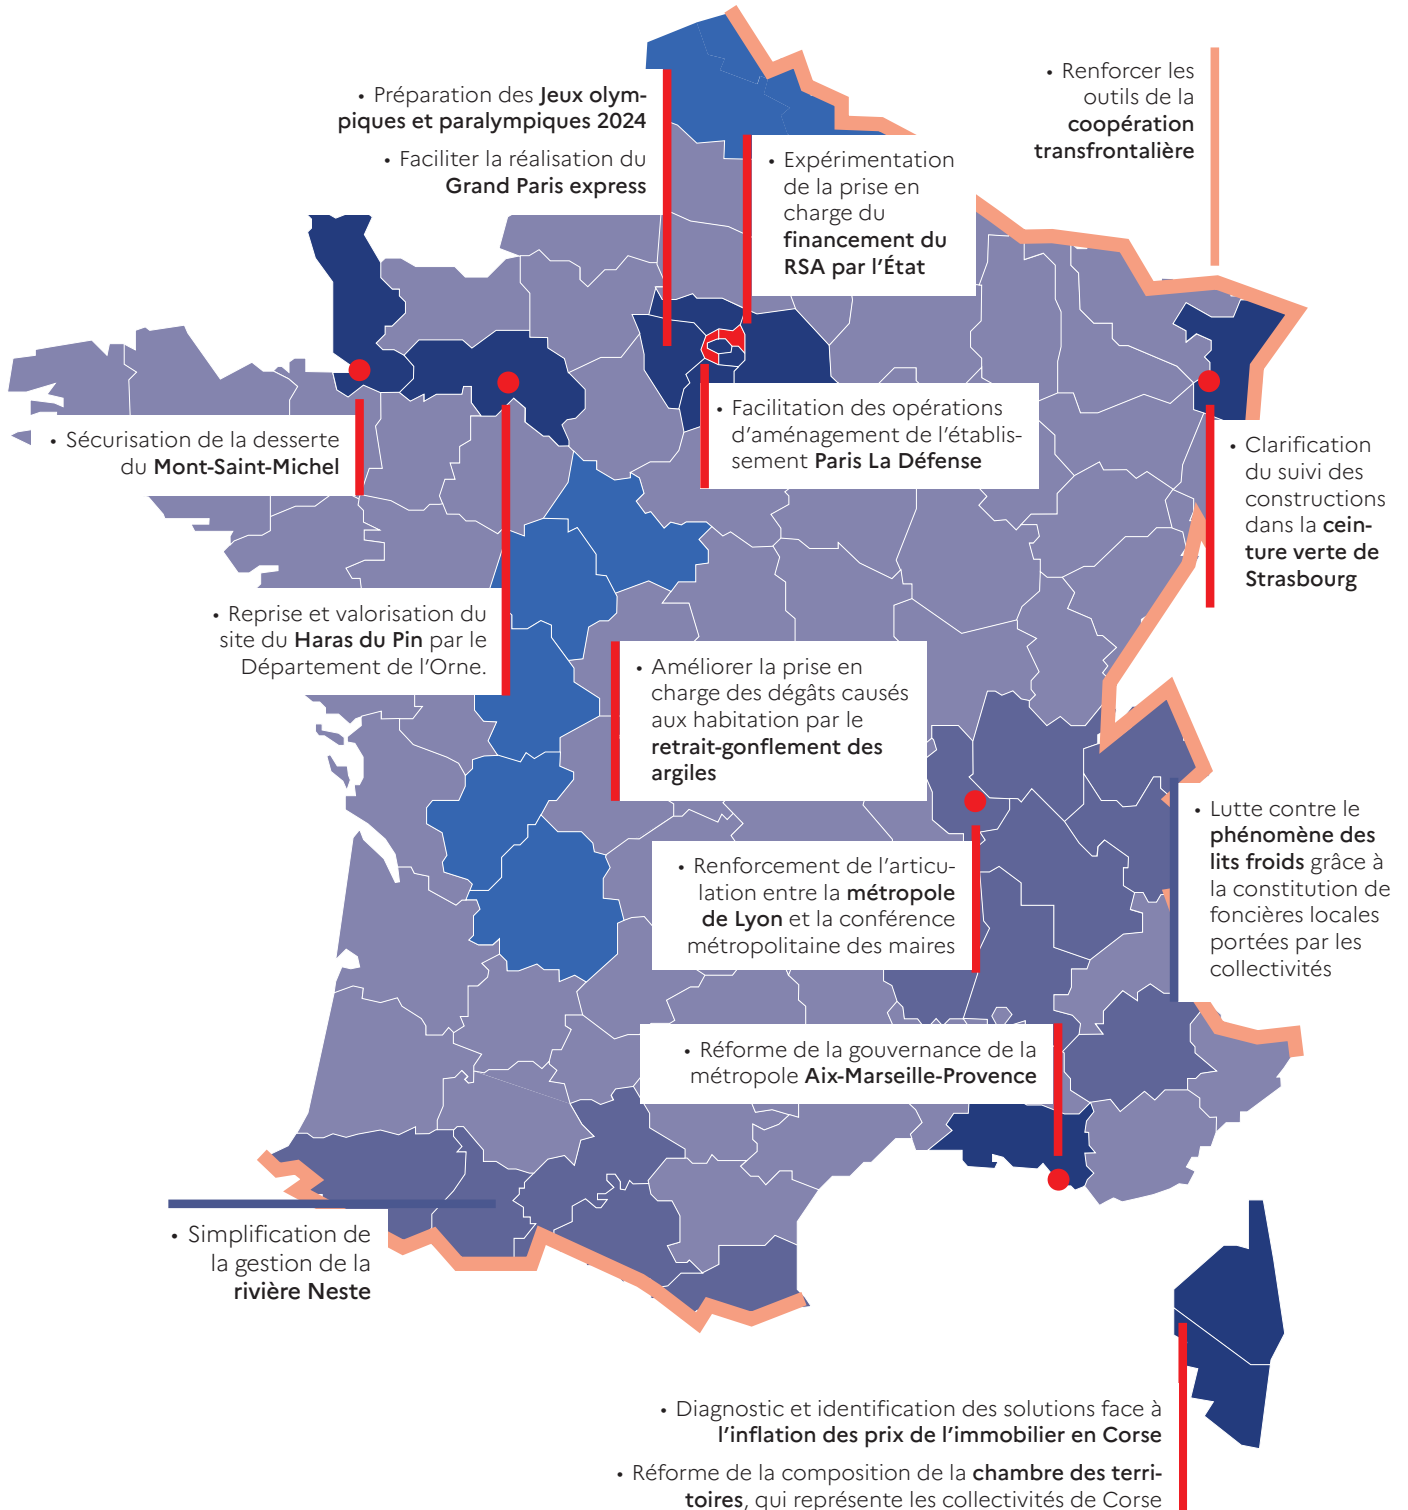 • Préparation des Jeux olym-
piques et paralympiques 2024
• Faciliter la réalisation du
Grand Paris express
• Renforcer les
outils de la
coopération
transfrontalière
• Expérimentation
de la prise en
charge du
financement du
RSA par l'État
• Sécurisation de la desserte
du Mont-Saint-Michel
• Facilitation des opérations
d'aménagement de l'établis-
sement Paris La Défense
• Clarification
du suivi des
constructions
dans la cein-
ture verte de
Strasbourg
• Reprise et valorisation du
site du Haras du Pin par le
Département de l'Orne.
• Améliorer la prise en
charge des dégâts causés
aux habitation par le
retrait-gonflement des
argiles
• Lutte contre le
phénomène des
lits froids grâce à
la constitution de
foncières locales
portées par les
collectivités
• Renforcement de l'articu-
lation entre la métropole
de Lyon et la conférence
métropolitaine des maires
• Réforme de la gouvernance de la
métropole Aix-Marseille-Provence
• Simplification de
la gestion de la
rivière Neste
• Diagnostic et identification des solutions face à
l'inflation des prix de l'immobilier en Corse
• Réforme de la composition de la chambre des terri-
toires, qui représente les collectivités de Corse